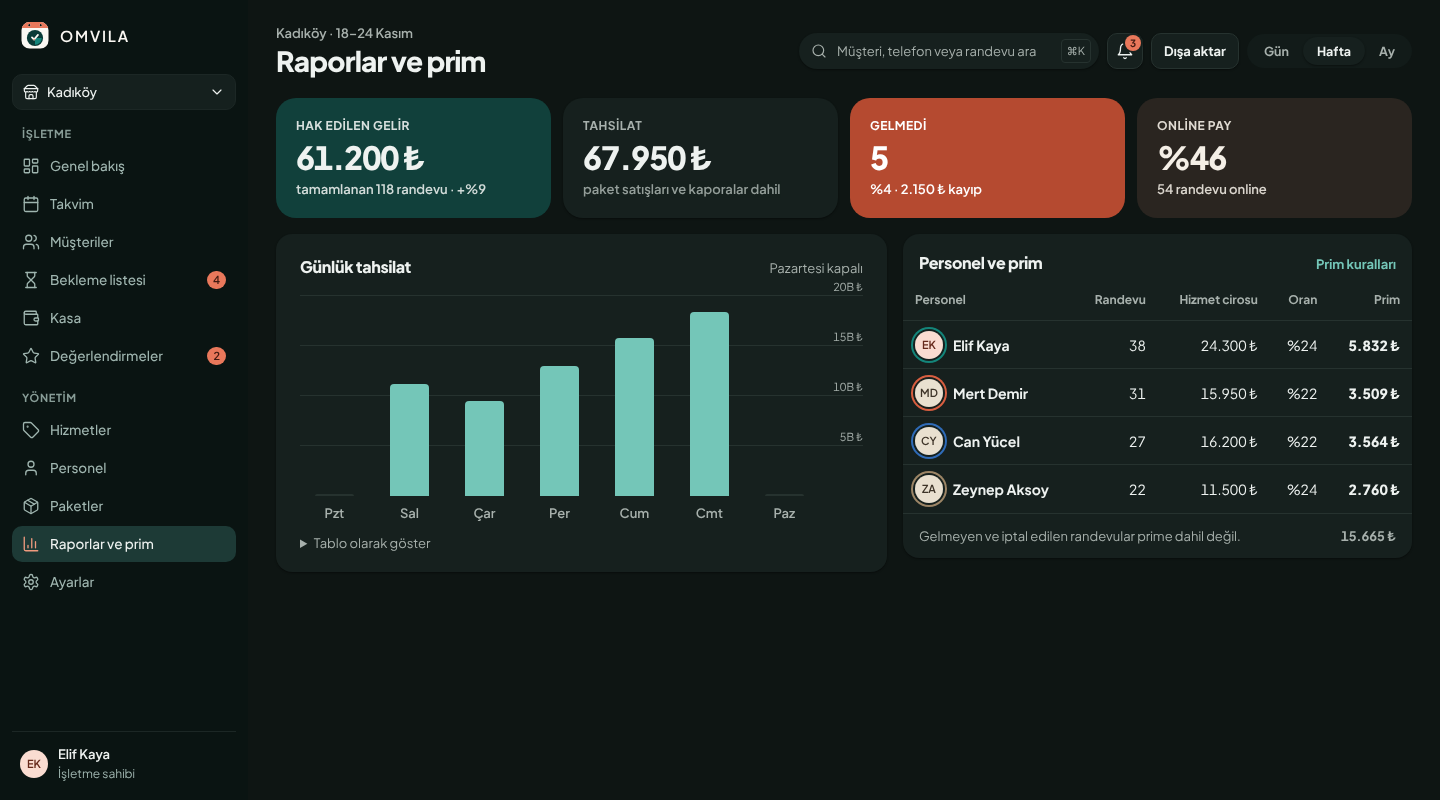 OMVILA
Kadıköy
İŞLETME
Genel bakış
Takvim
Müşteriler
Bekleme listesi 4
Kasa
Değerlendirmeler 2
YÖNETİM
Hizmetler
Personel
Paketler
Raporlar ve prim
Ayarlar
EK
Elif Kaya
İşletme sahibi
Kadıköy · 18–24 Kasım
Raporlar ve prim
Müşteri, telefon veya randevu ara ⌘K
3
Dışa aktar
Gün Hafta Ay
HAK EDİLEN GELİR
61.200 ₺
tamamlanan 118 randevu · +%9
TAHSİLAT
67.950 ₺
paket satışları ve kaporalar dahil
GELMEDİ
5
%4 · 2.150 ₺ kayıp
ONLİNE PAY
%46
54 randevu online
Günlük tahsilat
Pazartesi kapalı
20B ₺
15B ₺
10B ₺
5B ₺
Pzt Sal Çar Per Cum Cmt Paz
▶ Tablo olarak göster
Personel ve prim
Prim kuralları
Personel Randevu Hizmet cirosu Oran Prim
EK Elif Kaya 38 24.300 ₺ %24 5.832 ₺
MD Mert Demir 31 15.950 ₺ %22 3.509 ₺
CY Can Yücel 27 16.200 ₺ %22 3.564 ₺
ZA Zeynep Aksoy 22 11.500 ₺ %24 2.760 ₺
Gelmeyen ve iptal edilen randevular prime dahil değil. 15.665 ₺